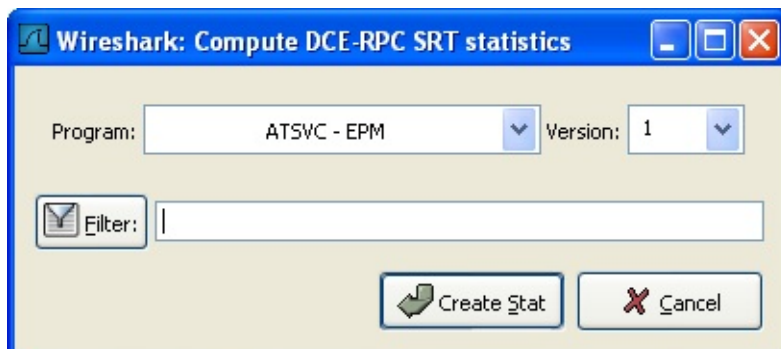 Wireshark: Compute DCE-RPC SRT statistics
Program: ATSVC - EPM Version: 1
Filter:
Create Stat Cancel